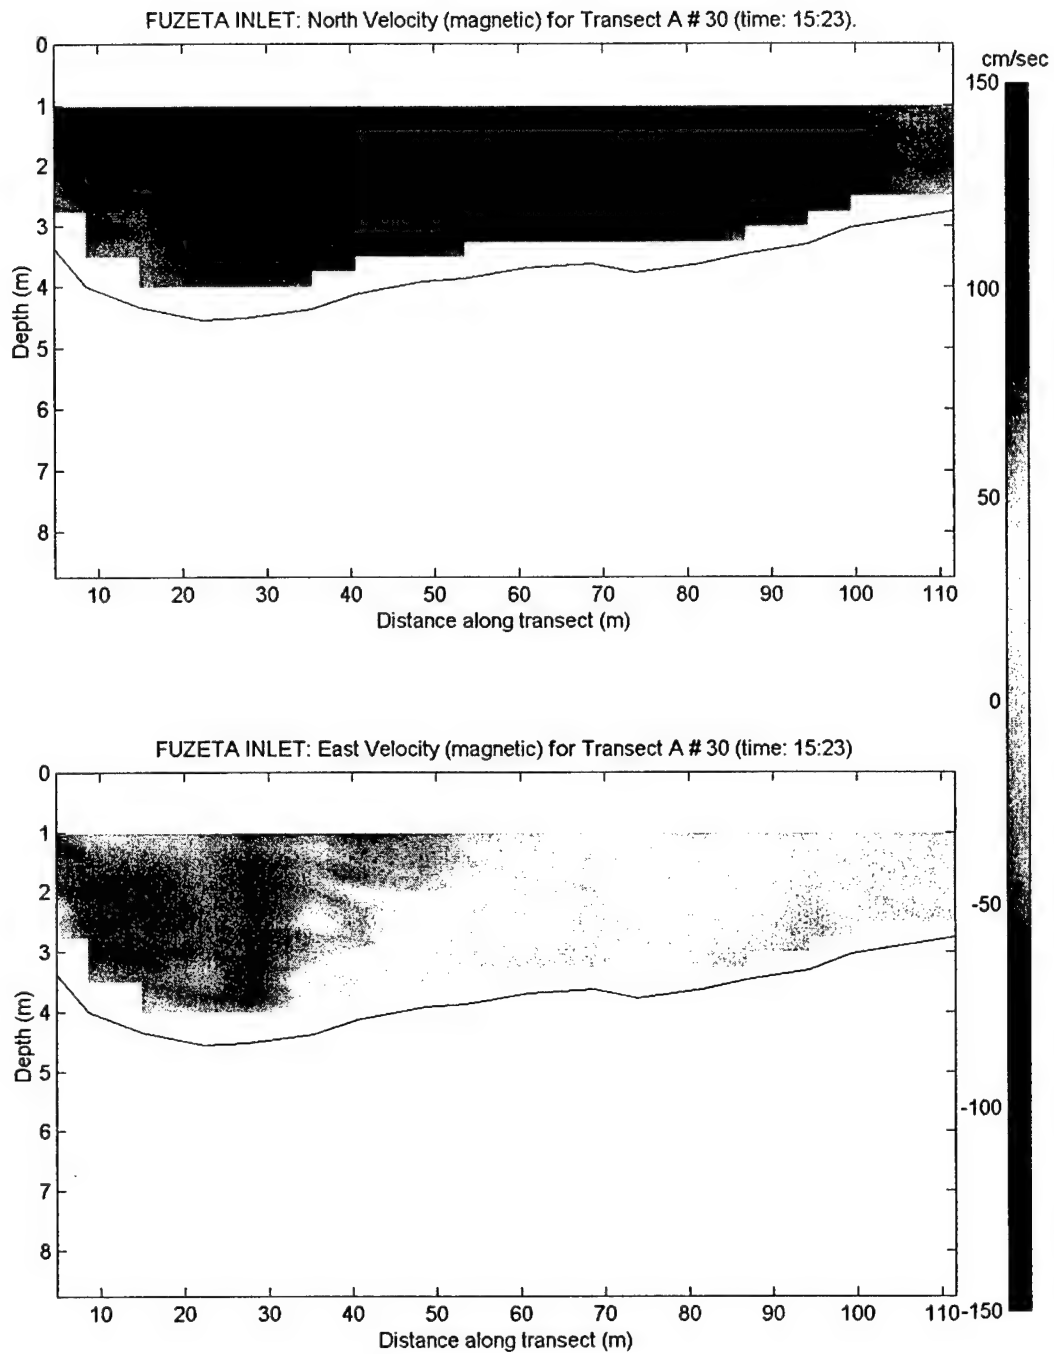 FUZETA INLET: North Velocity (magnetic) for Transect A # 30 (time: 15:23).
cm/sec
0
1
2
3
4
5
6
7
8
Depth (m)
10 20 30 40 50 60 70 80 90 100 110
Distance along transect (m)
150
100
50
0
-50
-100
-150
FUZETA INLET: East Velocity (magnetic) for Transect A # 30 (time: 15:23)
0
1
2
3
4
5
6
7
8
Depth (m)
10 20 30 40 50 60 70 80 90 100 110
Distance along transect (m)